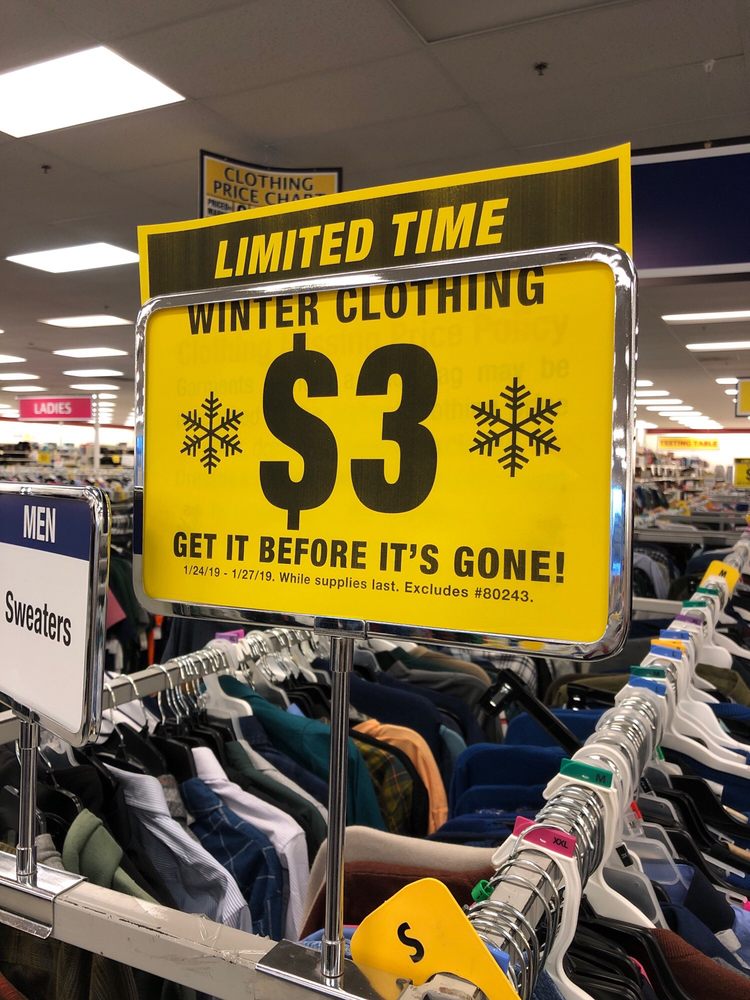 CLOTHING
PRICE CHART
LIMITED TIME
WINTER CLOTHING
$3
GET IT BEFORE IT'S GONE!
1/24/19 - 1/27/19. While supplies last. Excludes #80243.
LADIES
TESTING TABLE
MEN
Sweaters
M
XXL
S